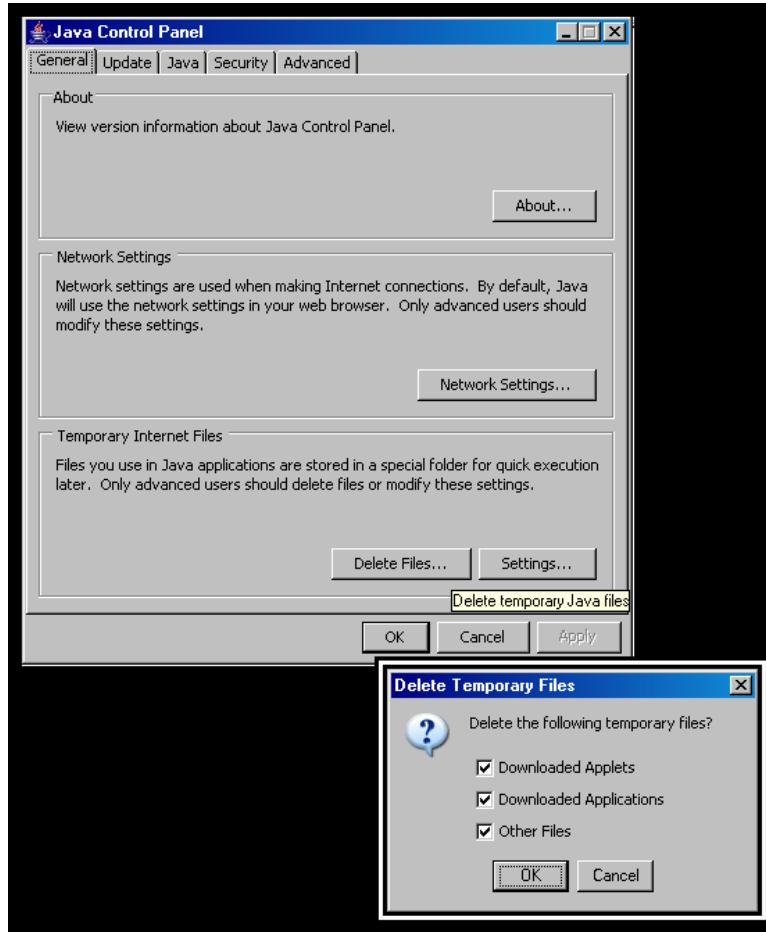 Java Control Panel
General Update Java Security Advanced
About
View version information about Java Control Panel.
About...
Network Settings
Network settings are used when making Internet connections. By default, Java
will use the network settings in your web browser. Only advanced users should
modify these settings.
Network Settings...
Temporary Internet Files
Files you use in Java applications are stored in a special folder for quick execution
later. Only advanced users should delete files or modify these settings.
Delete Files... Settings...
Delete temporary Java files
OK Cancel Apply
Delete Temporary Files
Delete the following temporary files?
Downloaded Applets
Downloaded Applications
Other Files
OK Cancel